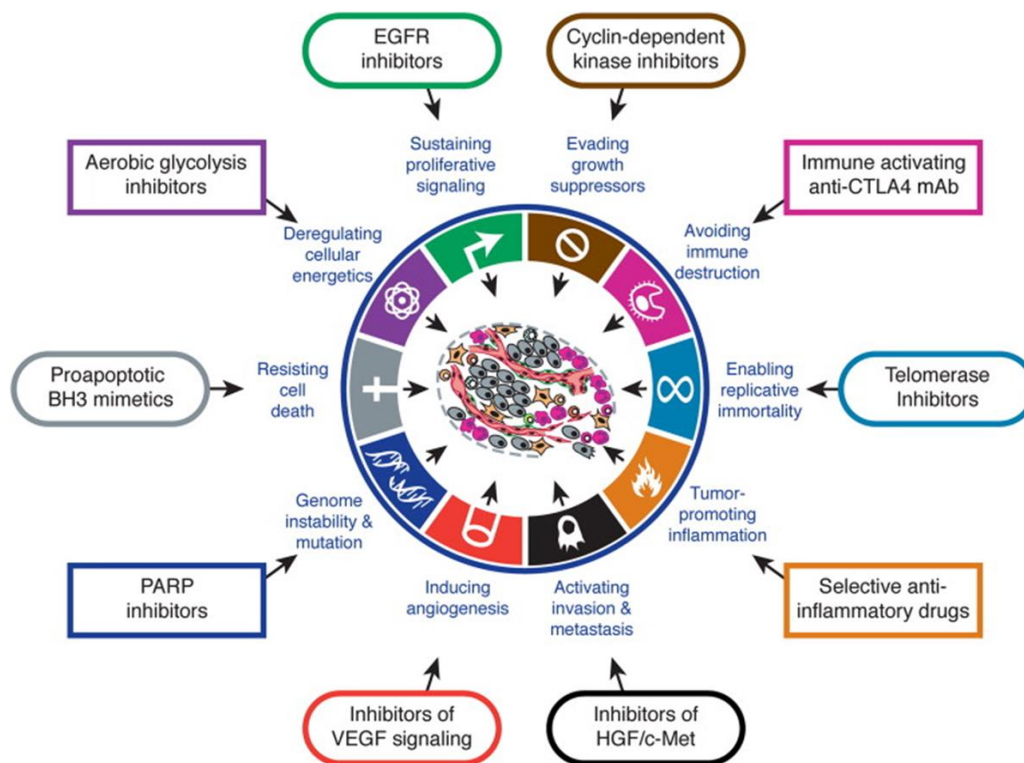 EGFR
inhibitors
Cyclin-dependent
kinase inhibitors
Sustaining
proliferative
signaling
Evading
growth
suppressors
Aerobic glycolysis
inhibitors
Immune activating
anti-CTLA4 mAb
Deregulating
cellular
energetics
Avoiding
immune
destruction
Proapoptotic
BH3 mimetics
Resisting
cell
death
Enabling
replicative
immortality
Telomerase
Inhibitors
Genome
instability &
mutation
Tumor-
promoting
inflammation
PARP
inhibitors
Inducing
angiogenesis
Activating
invasion &
metastasis
Selective anti-
inflammatory drugs
Inhibitors of
VEGF signaling
Inhibitors of
HGF/c-Met